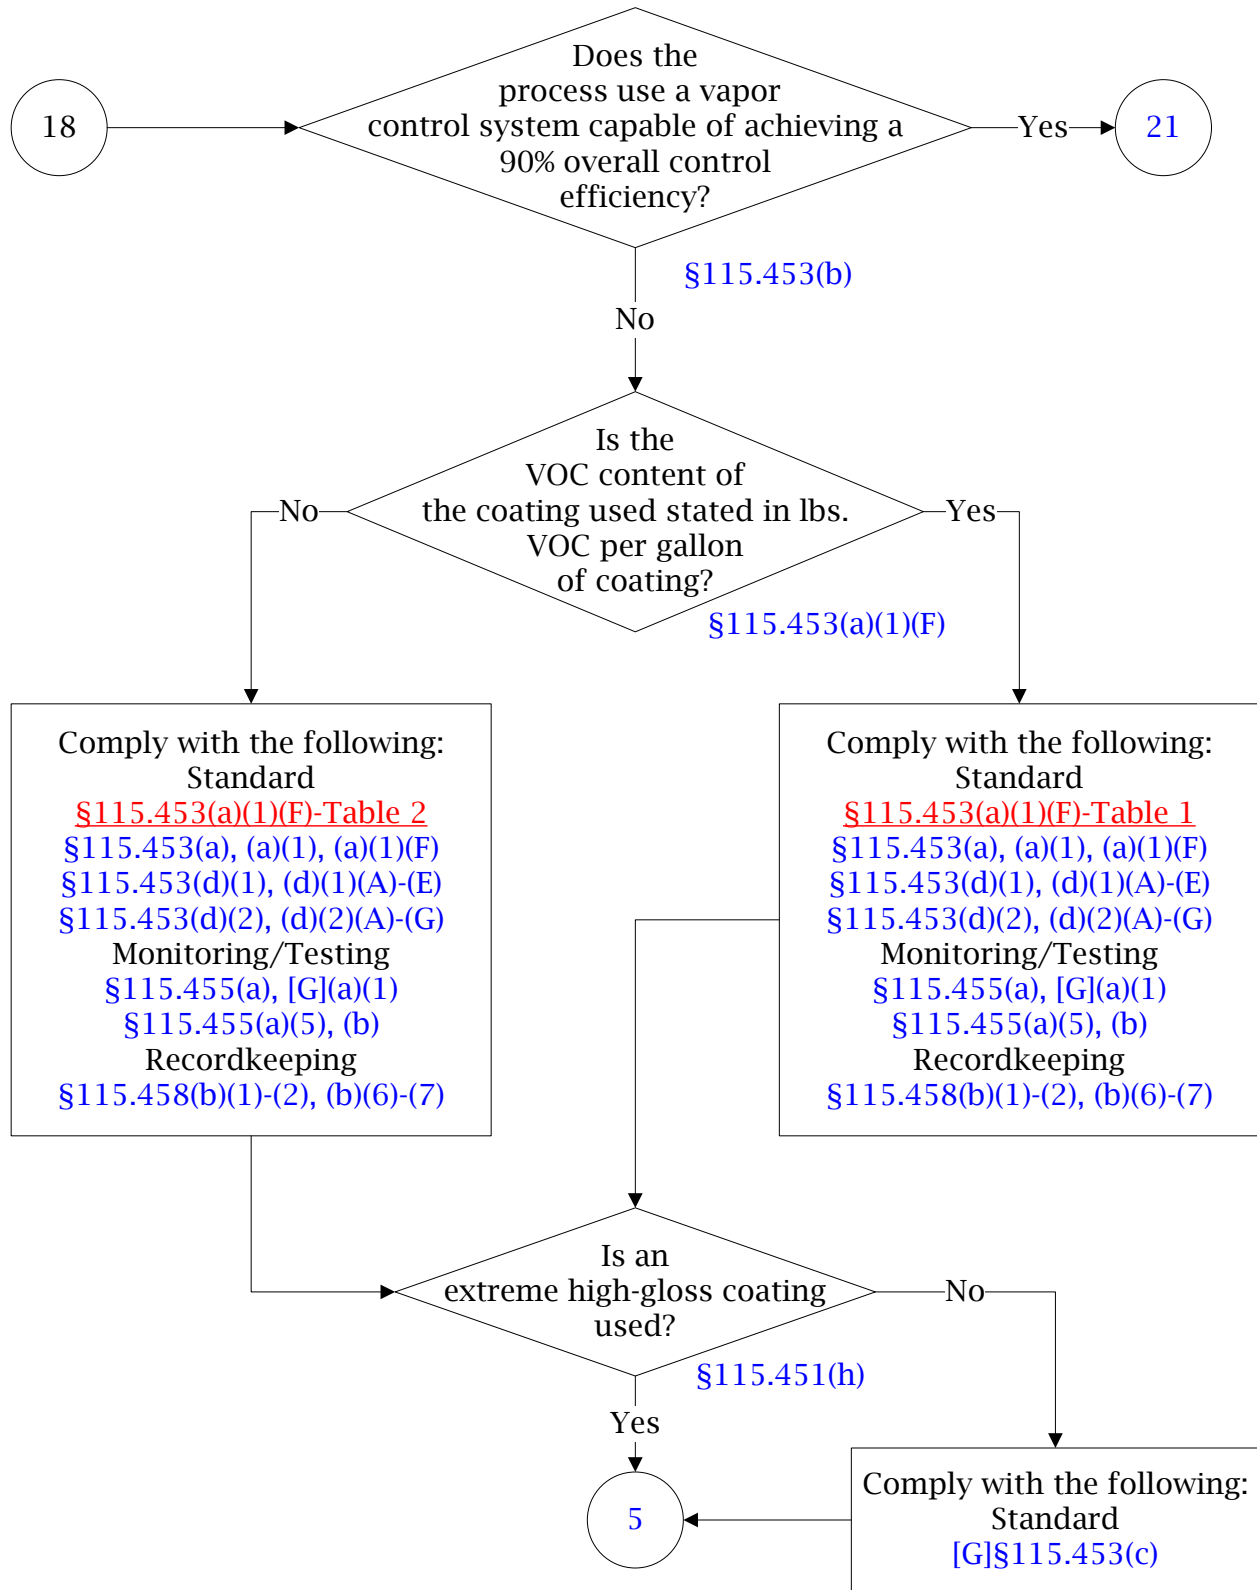 18
Does the
process use a vapor
control system capable of achieving a
90% overall control
efficiency?
Yes
21
§115.453(b)
No
Is the
VOC content of
the coating used stated in lbs.
VOC per gallon
of coating?
No
Yes
§115.453(a)(1)(F)
Comply with the following:
Standard
§115.453(a)(1)(F)-Table 2
§115.453(a), (a)(1), (a)(1)(F)
§115.453(d)(1), (d)(1)(A)-(E)
§115.453(d)(2), (d)(2)(A)-(G)
Monitoring/Testing
§115.455(a), [G](a)(1)
§115.455(a)(5), (b)
Recordkeeping
§115.458(b)(1)-(2), (b)(6)-(7)
Comply with the following:
Standard
§115.453(a)(1)(F)-Table 1
§115.453(a), (a)(1), (a)(1)(F)
§115.453(d)(1), (d)(1)(A)-(E)
§115.453(d)(2), (d)(2)(A)-(G)
Monitoring/Testing
§115.455(a), [G](a)(1)
§115.455(a)(5), (b)
Recordkeeping
§115.458(b)(1)-(2), (b)(6)-(7)
Is an
extreme high-gloss coating
used?
No
§115.451(h)
Yes
5
Comply with the following:
Standard
[G]§115.453(c)